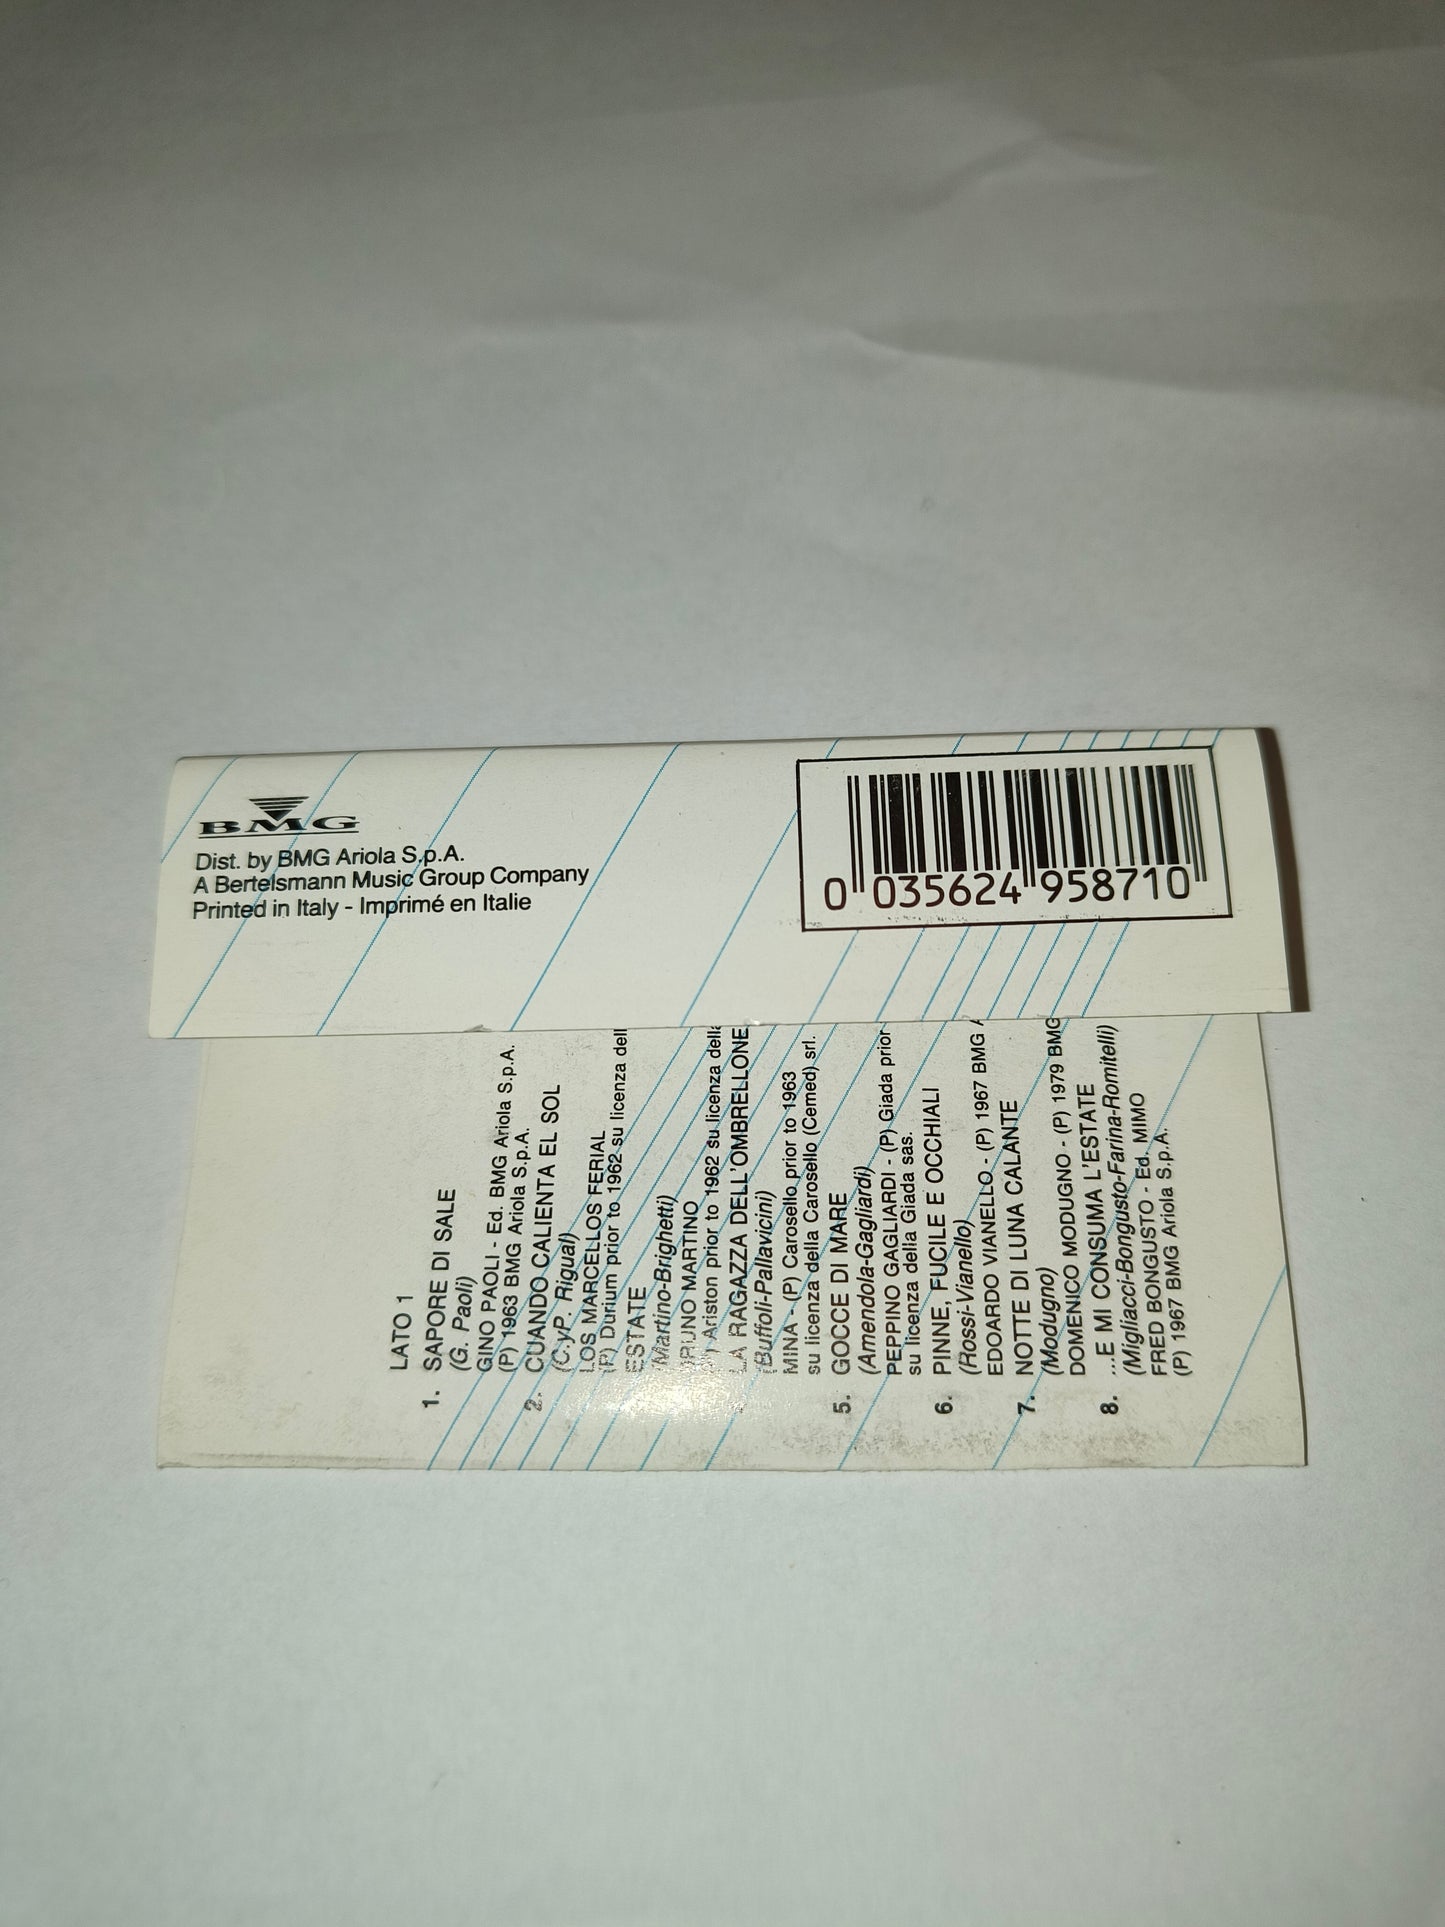 BMG
Dist. by BMG Ariola S.p.A.
A Bertelsmann Music Group Company
Printed in Italy - Imprimé en Italie
0 035624 958710
LATO 1
1. SAPORE DI SALE
(G. Paoli)
GINO PAOLI - Ed. BMG Ariola S.p.A.
(P) 1963 BMG Ariola S.p.A.
2. CUANDO CALIENTA EL SOL
(C.yP. Rigual)
LOS MARCELLOS FERIAL
(P) Durium prior to 1962 su licenza dell
ESTATE
(Martino-Brighetti)
BRUNO MARTINO
Ariston prior to 1962 su licenza della
LA RAGAZZA DELL'OMBRELLONE
(Buffoli-Pallavicini)
MINA - (P) Carosello prior to 1963
su licenza della Carosello (Cemed) srl.
5. GOCCE DI MARE
(Amendola-Gagliardi)
PEPPINO GAGLIARDI - (P) Giada prior
su licenza della Giada sas.
6. PINNE, FUCILE E OCCHIALI
(Rossi-Vianello)
EDOARDO VIANELLO - (P) 1967 BMG A
7. NOTTE DI LUNA CALANTE
(Modugno)
DOMENICO MODUGNO - (P) 1979 BMG
8. ...E MI CONSUMA L'ESTATE
(Migliacci-Bongusto-Farina-Romitelli)
FRED BONGUSTO - Ed. MIMO
(P) 1967 BMG Ariola S.p.A.